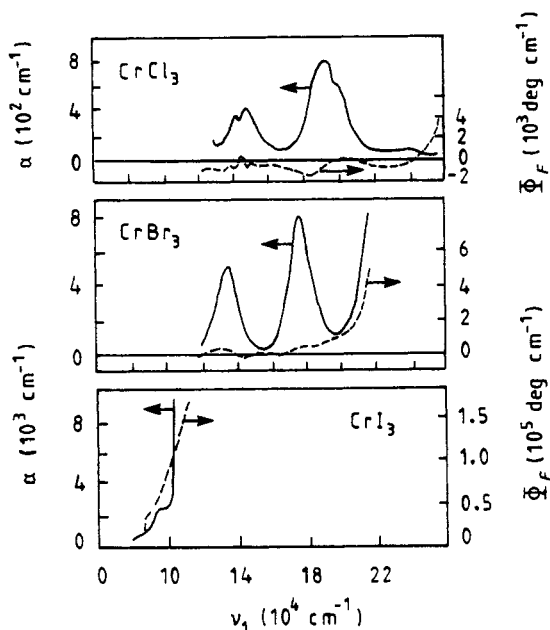 α (10² cm⁻¹)
8
4
0
CrCl₃
4
2
0
-2
Φ_F (10³ deg cm⁻¹)
8
4
0
CrBr₃
8
6
4
2
0
α (10³ cm⁻¹)
8
4
2
0
CrI₃
1.5
1.0
0.5
0
Φ_F (10⁵ deg cm⁻¹)
0 10 14 18 22
ν₁ (10⁴ cm⁻¹)